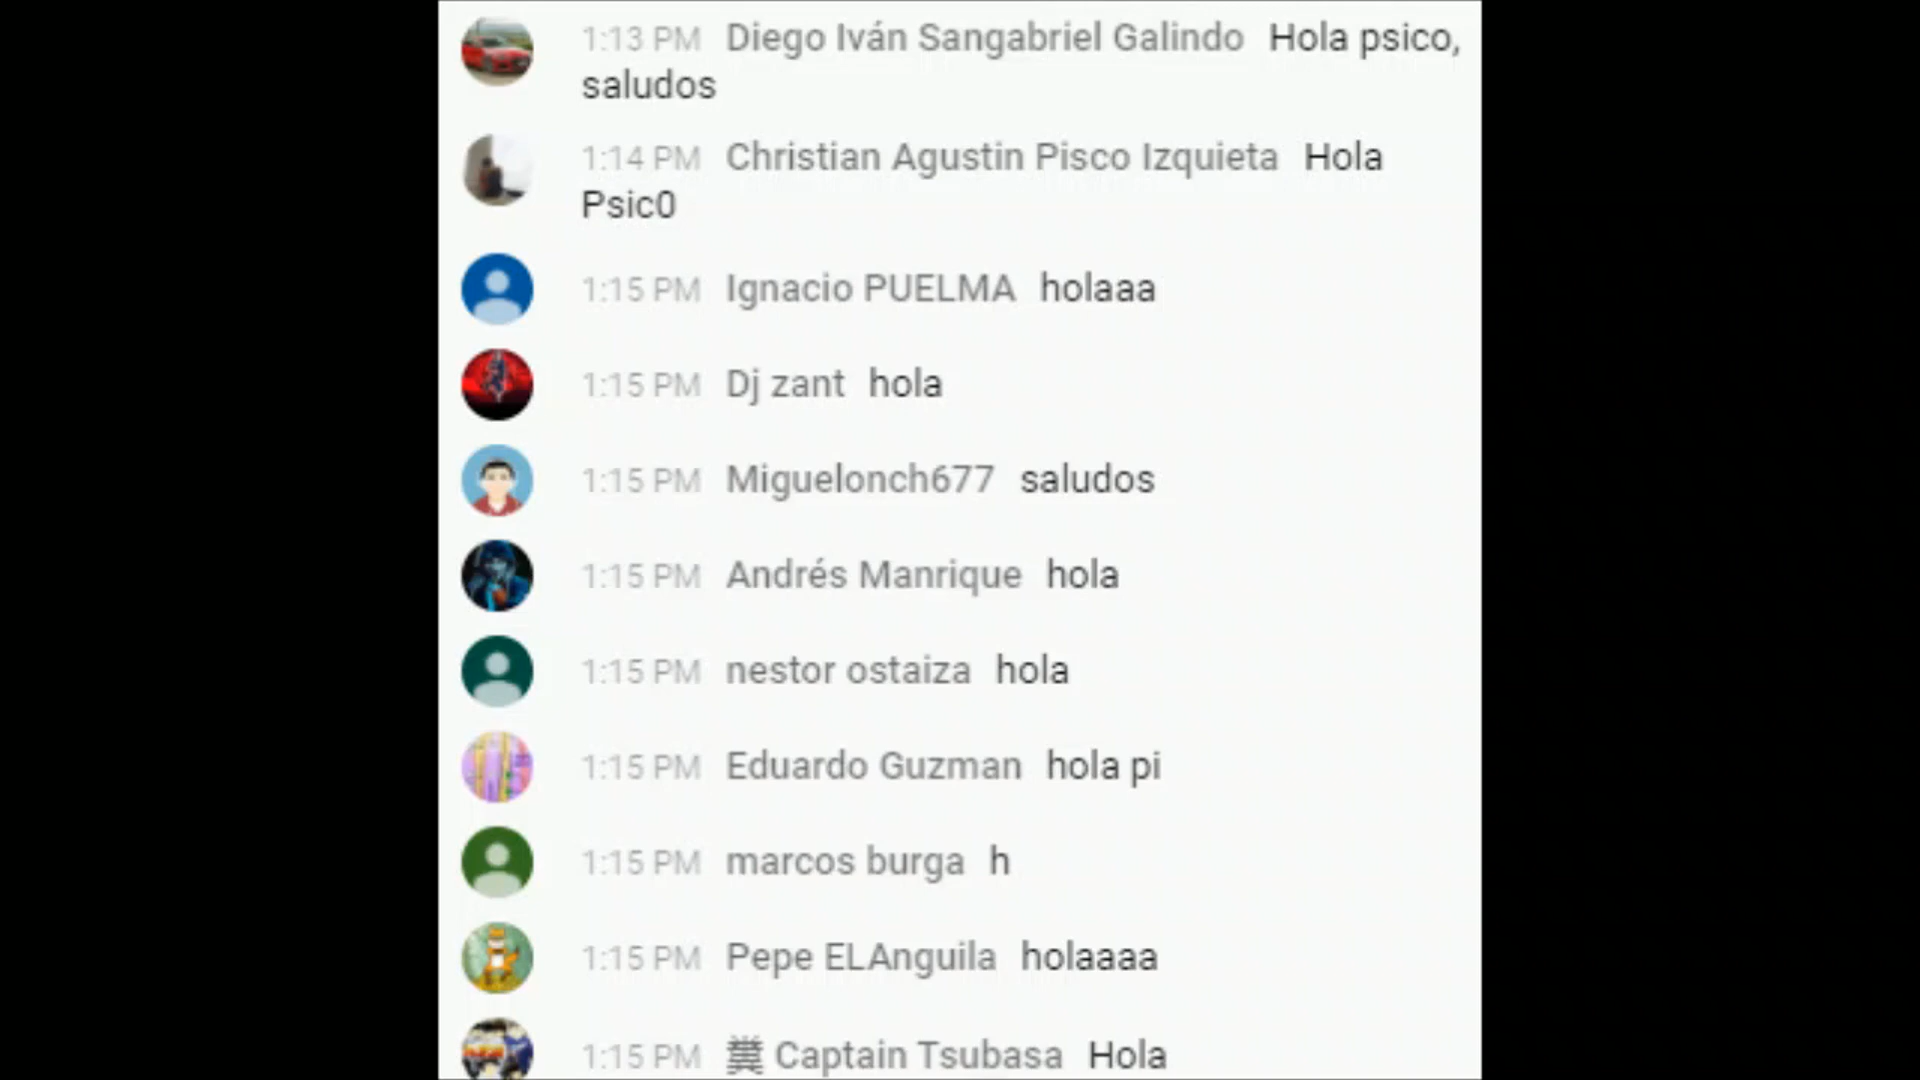 1:13 PM Diego Iván Sangabriel Galindo Hola psico,
saludos
1:14 PM Christian Agustin Pisco Izquieta Hola
Psic0
1:15 PM Ignacio PUELMA holaaa
1:15 PM Dj zant hola
1:15 PM Miguelonch677 saludos
1:15 PM Andrés Manrique hola
1:15 PM nestor ostaiza hola
1:15 PM Eduardo Guzman hola pi
1:15 PM marcos burga h
1:15 PM Pepe ELAnguila holaaaa
1:15 PM Captain Tsubasa Hola